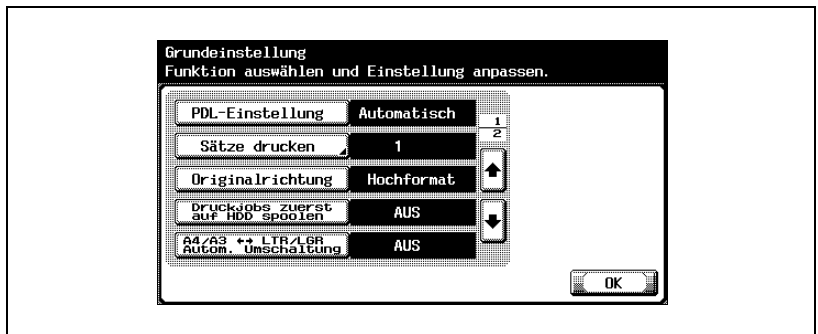 Grundeinstellung
Funktion auswählen und Einstellung anpassen.
PDL-Einstellung Automatisch
1
2
Sätze drucken 1
Originalrichtung Hochformat
Druckjobs zuerst
auf HDD spoolen AUS
A4/A3 ↔ LTR/LGR
Autom. Umschaltung AUS
OK